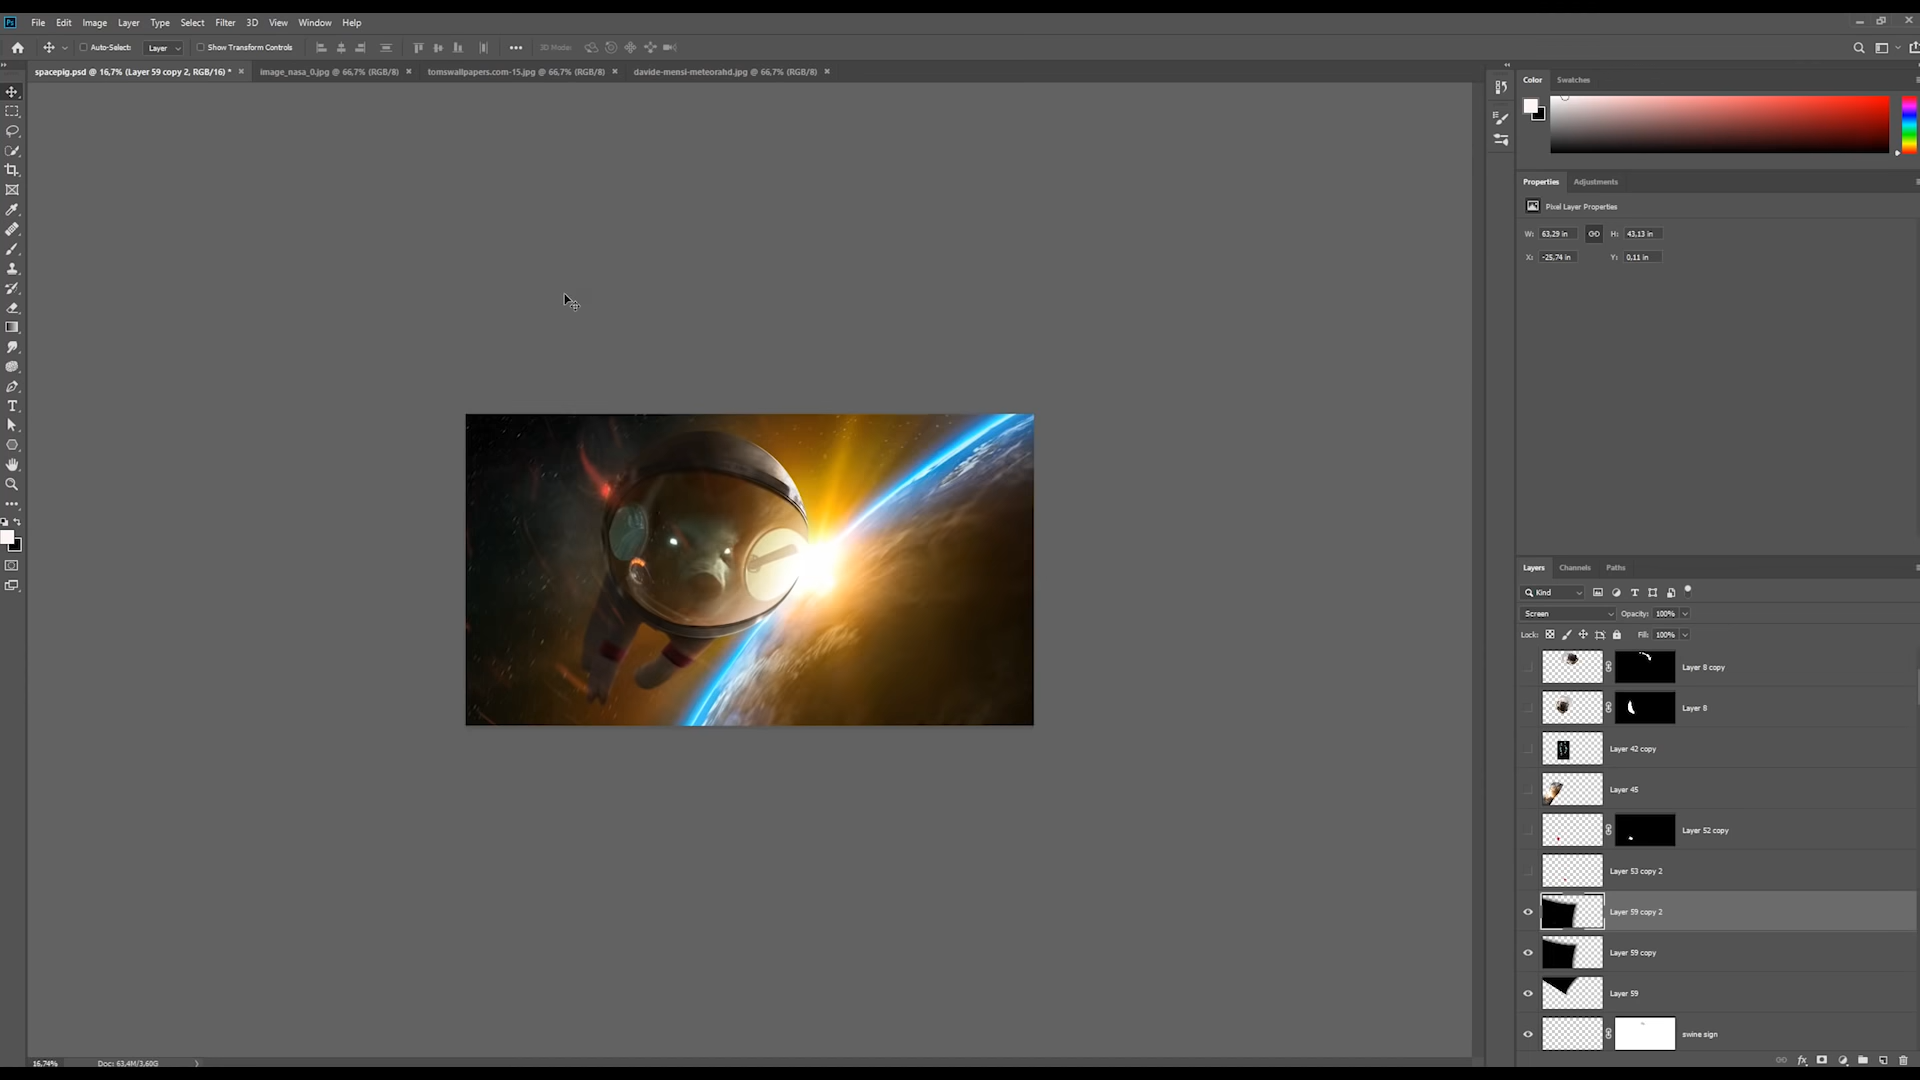 Ps File Edit Image Layer Type Select Filter 3D View Window Help
Auto-Select: Layer Show Transform Controls 3D Mode:
spacepig.psd @ 16,7% (Layer 59 copy 2, RGB/16) * image_nasa_0.jpg @ 66,7% (RGB/8) tomswallpapers.com-15.jpg @ 66,7% (RGB/8) davide-mensi-meteorahd.jpg @ 66,7% (RGB/8)
Color Swatches
Properties Adjustments
Pixel Layer Properties
W: 63,29 in H: 43,13 in
X: -25,74 in Y: 0,11 in
Layers Channels Paths
Kind
Screen Opacity: 100%
Lock: Fill: 100%
Layer 8 copy
Layer 8
Layer 42 copy
Layer 45
Layer 52 copy
Layer 53 copy 2
Layer 59 copy 2
Layer 59 copy
Layer 59
swine sign
16,74% Doc: 63,4M/3,60G